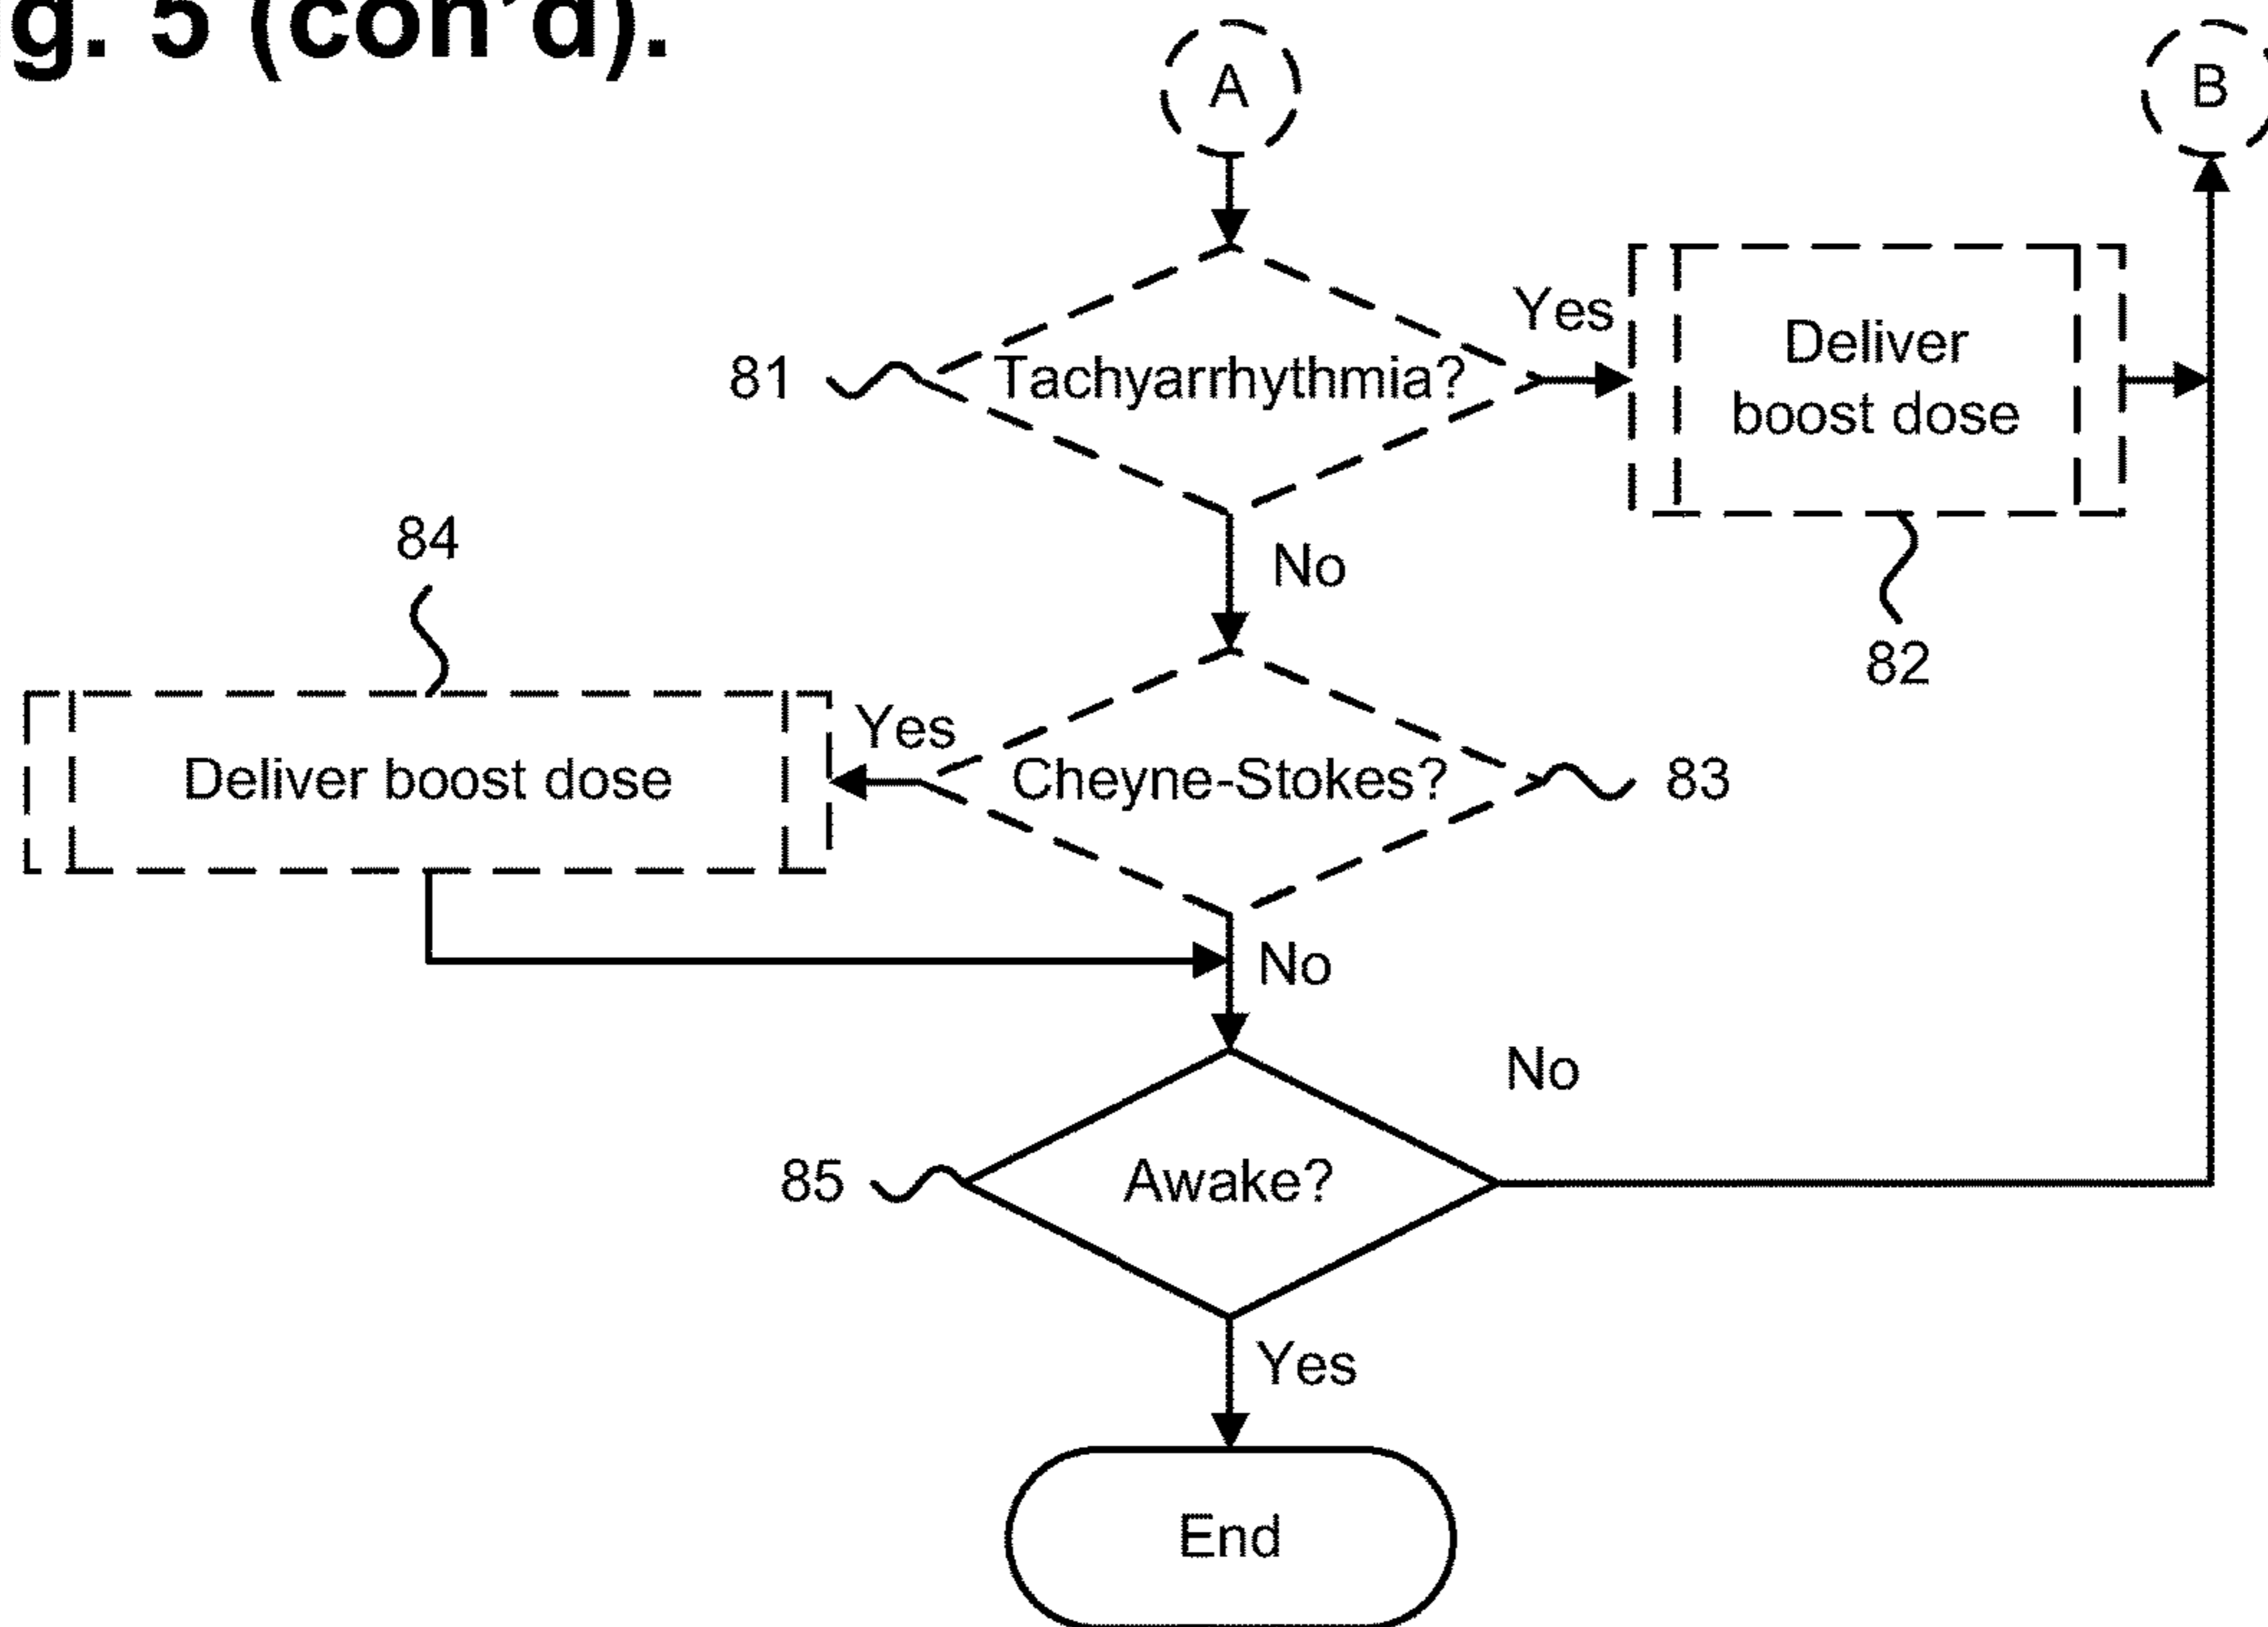 g. 5 (con'd).
A
B
Tachyarrhythmia?
81
Yes
Deliver
boost dose
82
No
84
Deliver boost dose
Yes
Cheyne-Stokes?
83
No
No
85
Awake?
Yes
End